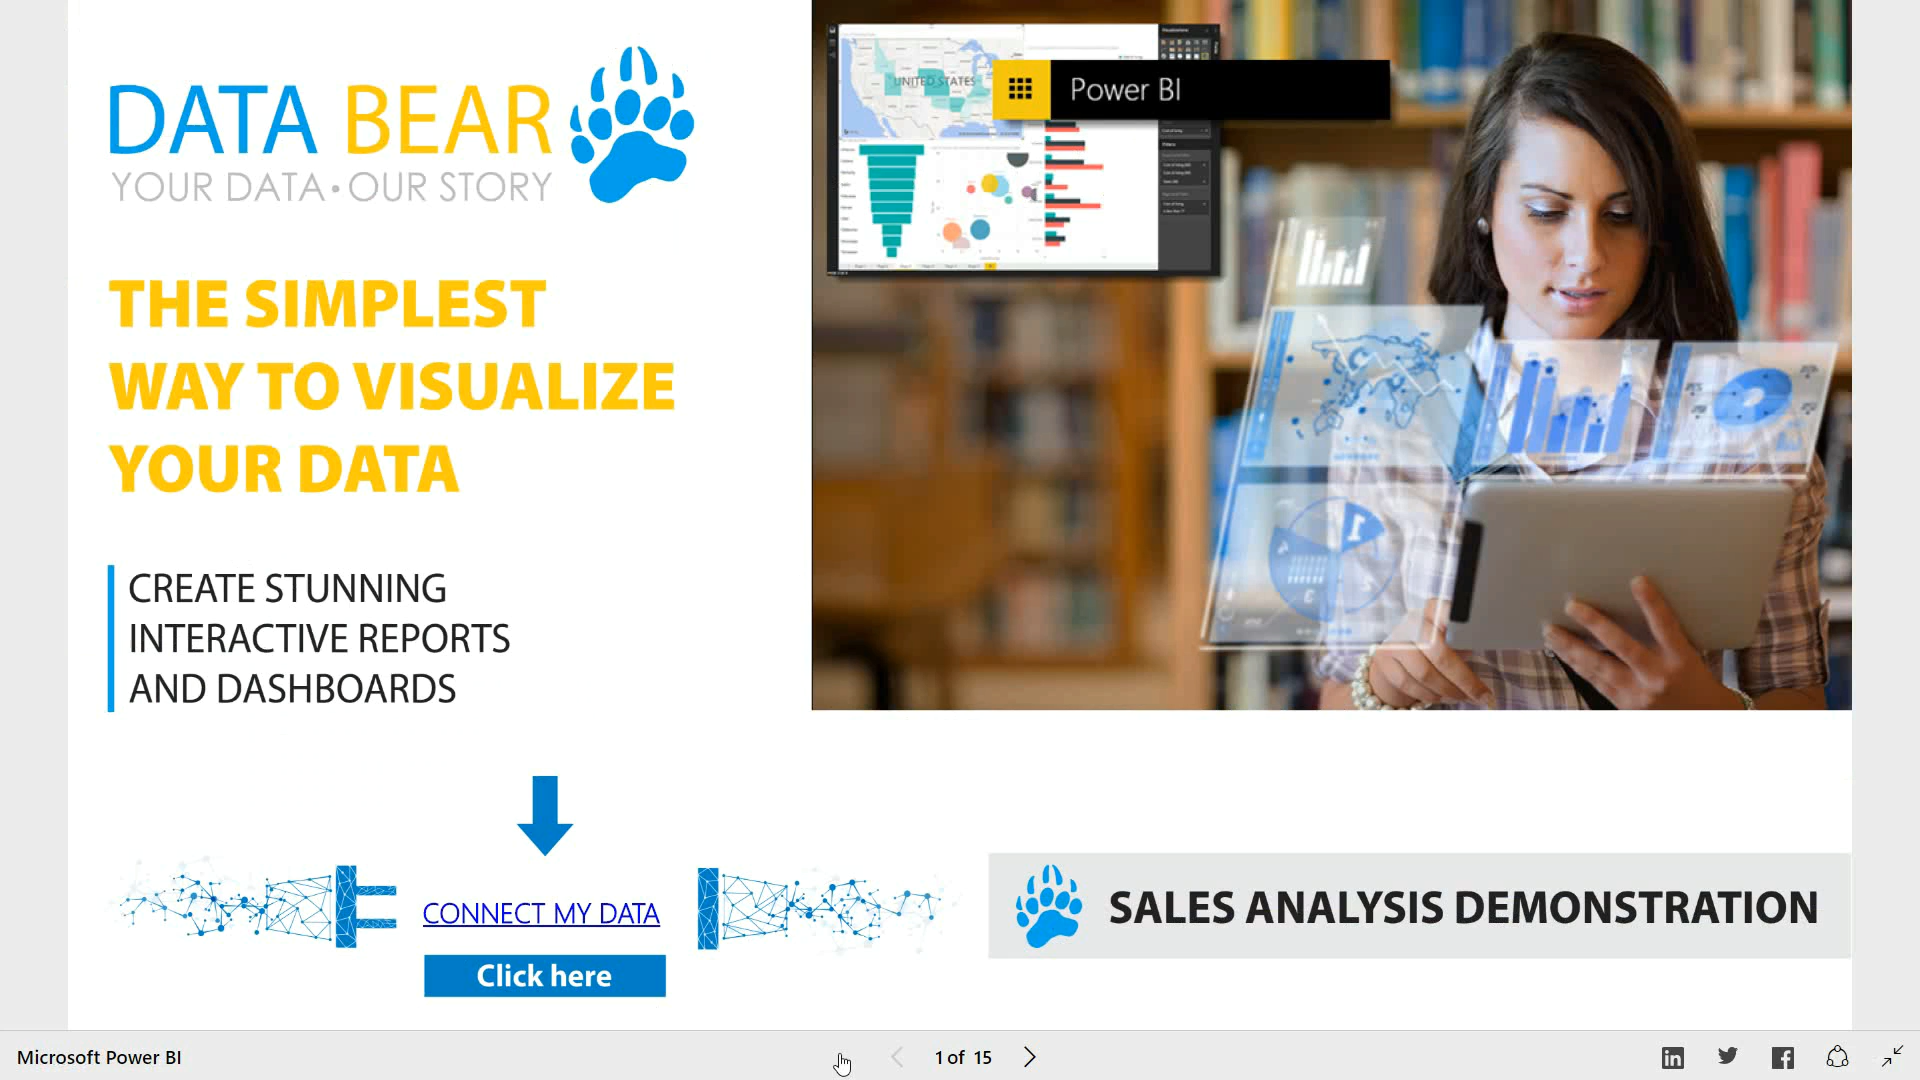 DATA BEAR
YOUR DATA • OUR STORY
THE SIMPLEST
WAY TO VISUALIZE
YOUR DATA
CREATE STUNNING
INTERACTIVE REPORTS
AND DASHBOARDS
UNITED STATES
Power BI
CONNECT MY DATA
Click here
SALES ANALYSIS DEMONSTRATION
Microsoft Power BI
1 of 15